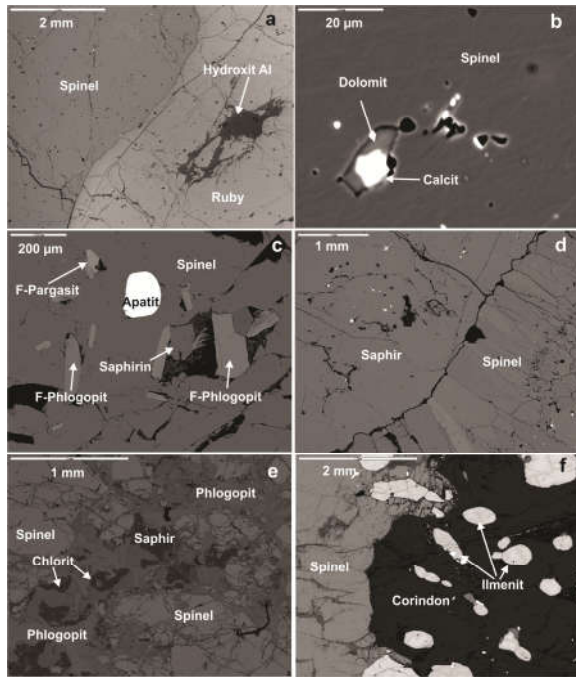 2 mm
a
Hydroxit Al
Spinel
Ruby
20 µm
b
Spinel
Dolomit
Calcit
200 µm
c
Spinel
F-Pargasit
Apatit
Saphirin
F-Phlogopit
F-Phlogopit
1 mm
d
Saphir
Spinel
1 mm
e
Phlogopit
Spinel
Saphir
Chlorit
Spinel
Phlogopit
2 mm
f
Spinel
Ilmenit
Corindon